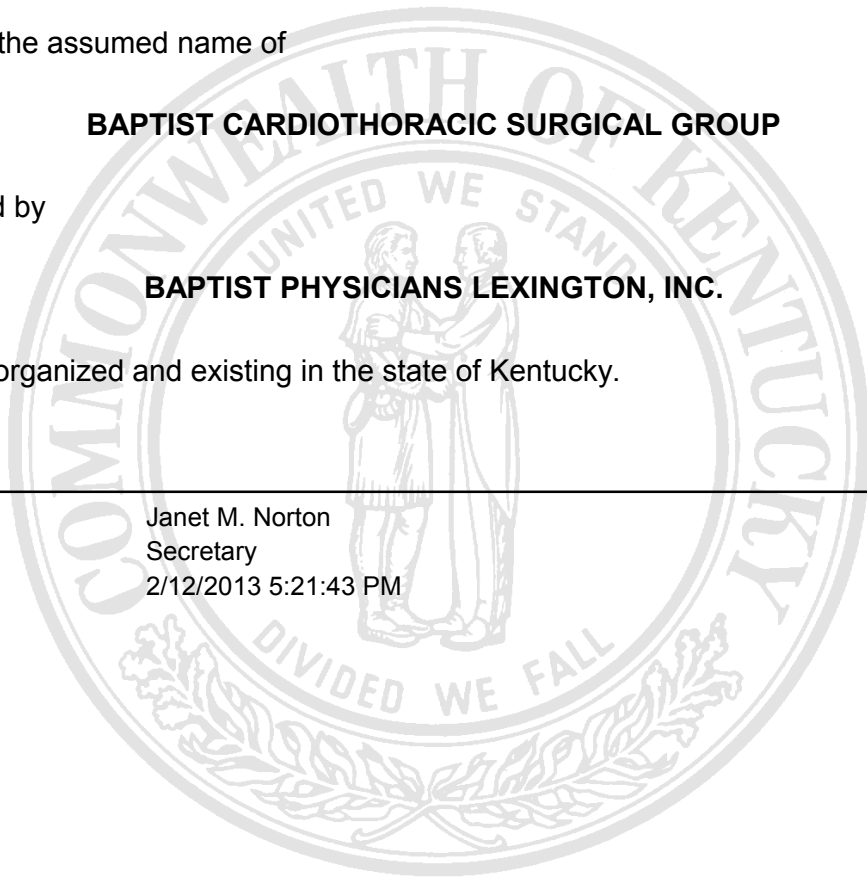 the assumed name of
BAPTIST CARDIOTHORACIC SURGICAL GROUP
d by
BAPTIST PHYSICIANS LEXINGTON, INC.
organized and existing in the state of Kentucky.
Janet M. Norton
Secretary
2/12/2013 5:21:43 PM
COMMONWEALTH OF KENTUCKY
UNITED WE STAND
DIVIDED WE FALL